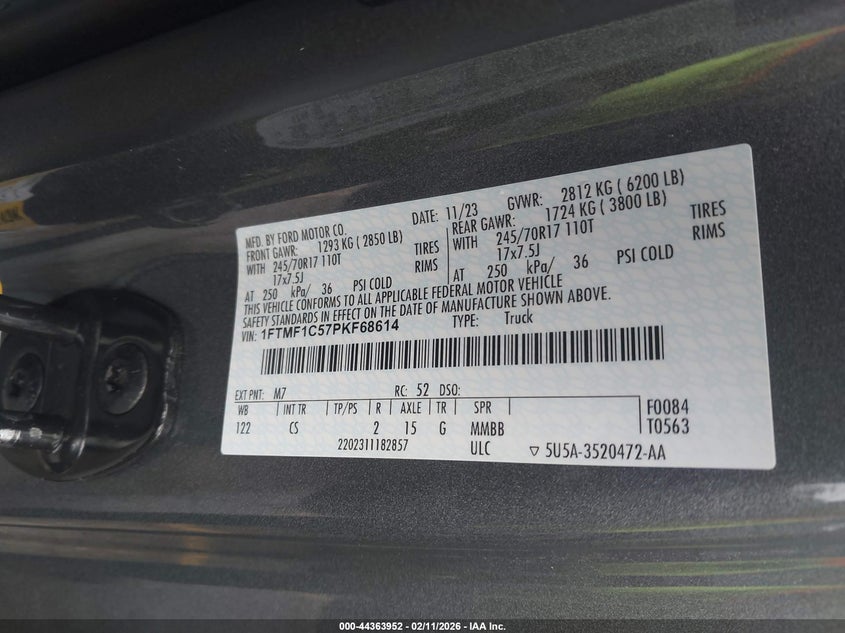 MFD. BY FORD MOTOR CO.
DATE: 11/23
GVWR: 2812 KG ( 6200 LB)
FRONT GAWR: 1293 KG ( 2850 LB)
REAR GAWR: 1724 KG ( 3800 LB)
WITH 245/70R17 110T TIRES
WITH 245/70R17 110T TIRES
17x7.5J RIMS
17x7.5J RIMS
AT 250 kPa/ 36 PSI COLD
AT 250 kPa/ 36 PSI COLD
THIS VEHICLE CONFORMS TO ALL APPLICABLE FEDERAL MOTOR VEHICLE
SAFETY STANDARDS IN EFFECT ON THE DATE OF MANUFACTURE SHOWN ABOVE.
VIN: 1FTMF1C57PKF68614
TYPE: Truck
EXT PNT: M7 RC: 52 DSO:
WB INT TR TP/PS R AXLE TR SPR F0084
122 CS 2 15 G MMBB T0563
2202311182857 ULC ▽ 5U5A-3520472-AA
000-44363952 - 02/11/2026 - IAA Inc.